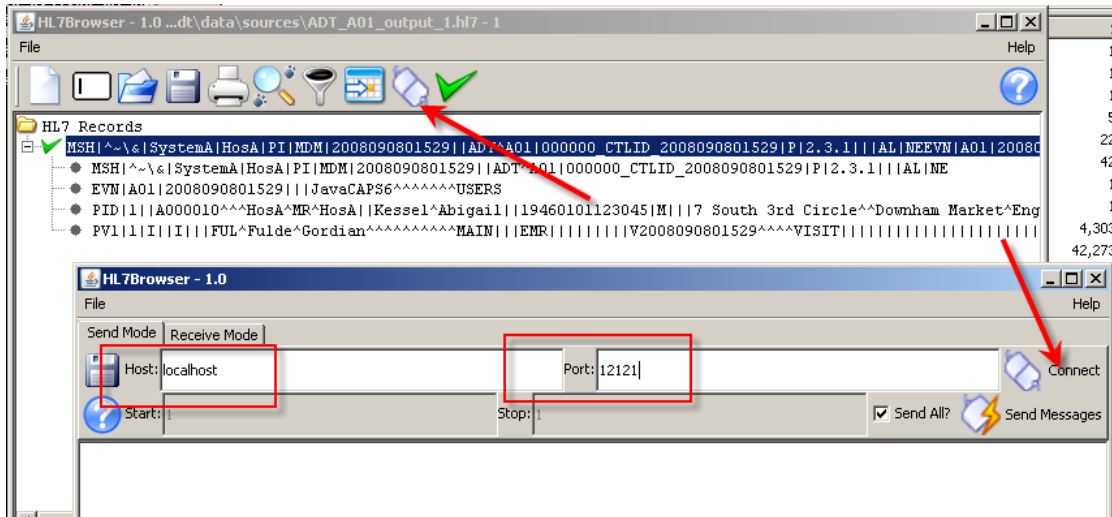 HL7Browser - 1.0 ...dt\data\sources\ADT_A01_output_1.hl7 - 1
File Help
HL7 Records
MSH|^~\&|SystemA|HosA|PI|MDM|2008090801529||ADT^A01|000000_CTLID_2008090801529|P|2.3.1|||AL|NEEVN|A01|20080
MSH|^~\&|SystemA|HosA|PI|MDM|2008090801529||ADT^A01|000000_CTLID_2008090801529|P|2.3.1|||AL|NE
EVN|A01|2008090801529|||JavaCAPS6^^^^^^^USERS
PID|1||A000010^^^HosA^MR^HosA||Kessel^Abigail||19460101123045|M|||7 South 3rd Circle^^Downham Market^Eng
PV1|1|I||I|||FUL^Fulde^Gordian^^^^^^^^^^MAIN|||EMR|||||||||V2008090801529^^^^VISIT||||||||||||||||||||||
4,303
42,273
HL7Browser - 1.0
File Help
Send Mode Receive Mode
Host: localhost Port: 12121 Connect
Start: 1 Stop: 1 Send All? Send Messages